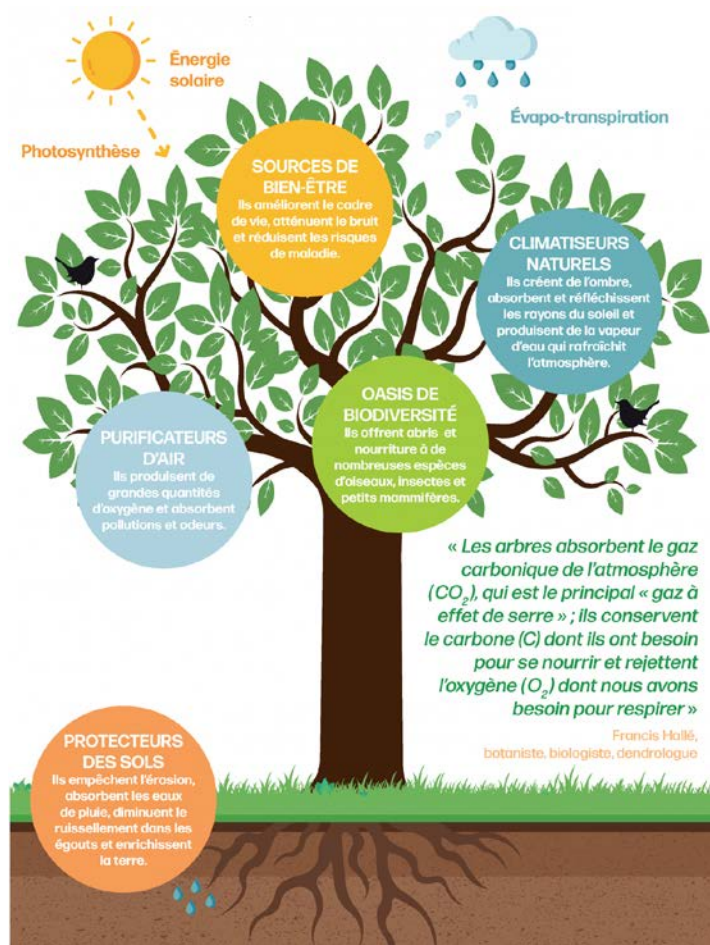 Énergie
solaire
Photosynthèse
Évapo-transpiration
SOURCES DE
BIEN-ÊTRE
Ils améliorent le cadre
de vie, atténuent le bruit
et réduisent les risques
de maladie.
CLIMATISEURS
NATURELS
Ils créent de l'ombre,
absorbent et réfléchissent
les rayons du soleil et
produisent de la vapeur
d'eau qui rafraîchit
l'atmosphère.
OASIS DE
BIODIVERSITÉ
Ils offrent abris et
nourriture à de
nombreuses espèces
d'oiseaux, insectes et
petits mammifères.
PURIFICATEURS
D'AIR
Ils produisent de
grandes quantités
d'oxygène et absorbent
pollutions et odeurs.
« Les arbres absorbent le gaz
carbonique de l'atmosphère
(CO₂), qui est le principal « gaz à
effet de serre » ; ils conservent
le carbone (C) dont ils ont besoin
pour se nourrir et rejettent
l'oxygène (O₂) dont nous avons
besoin pour respirer »
Francis Hallé,
botaniste, biologiste, dendrologue
PROTECTEURS
DES SOLS
Ils empêchent l'érosion,
absorbent les eaux
de pluie, diminuent le
ruissellement dans les
égouts et enrichissent
la terre.